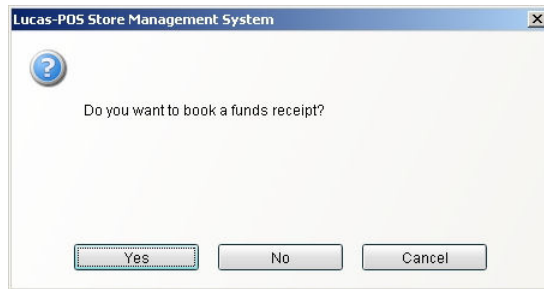 Lucas-POS Store Management System
Do you want to book a funds receipt?
Yes No Cancel